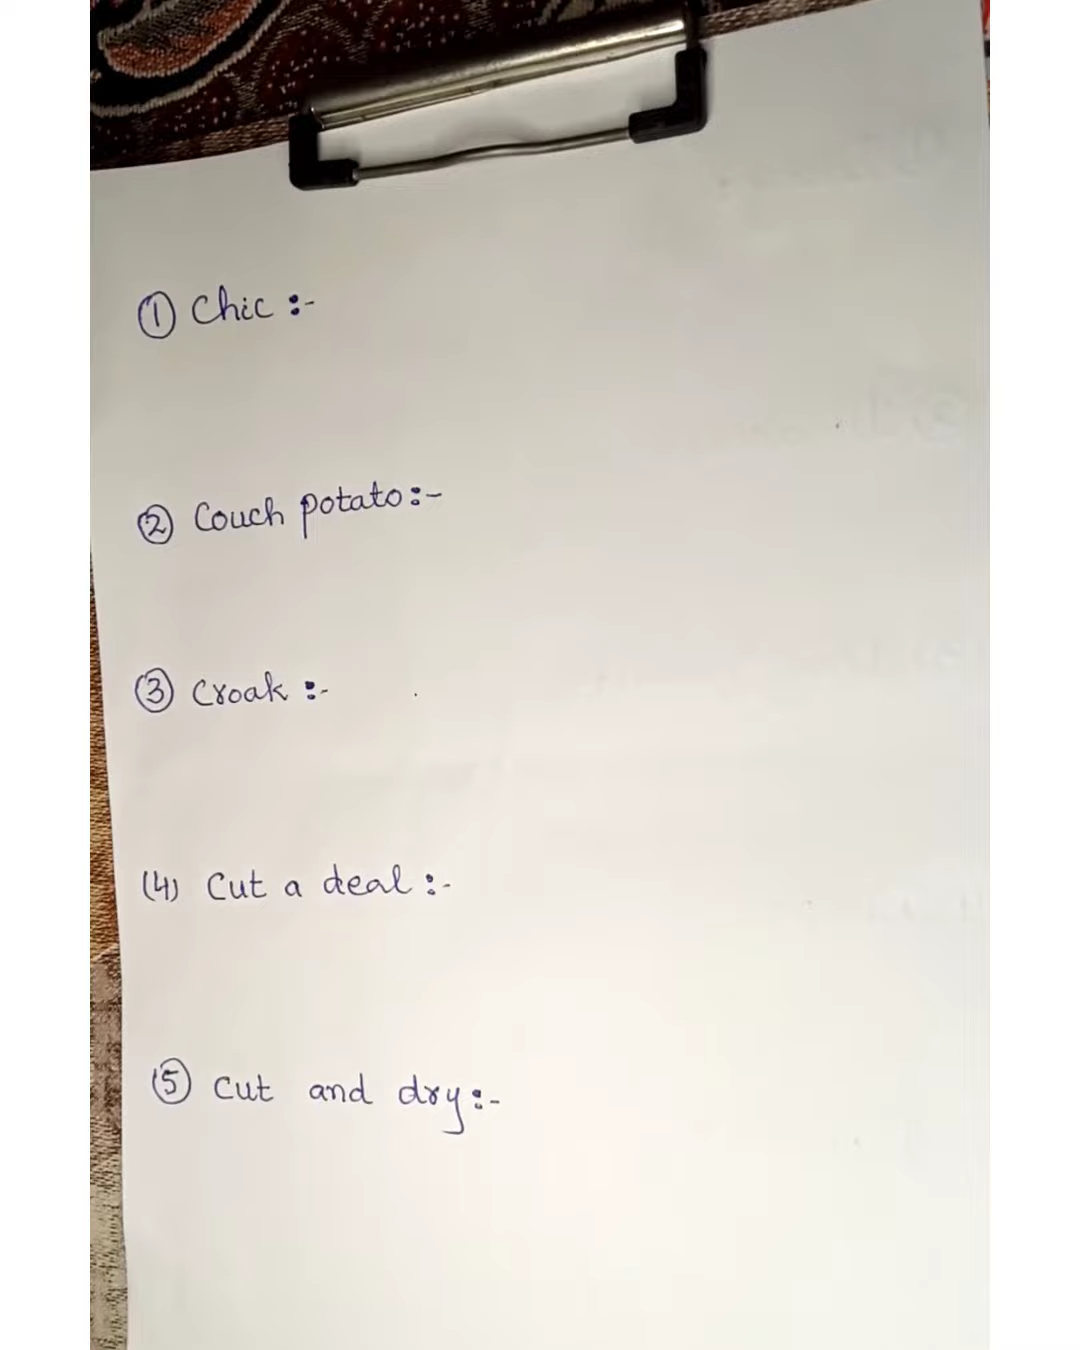 ① Chic :-
② Couch potato:-
③ Croak :-
(4) Cut a deal :-
⑤ Cut and dry:-